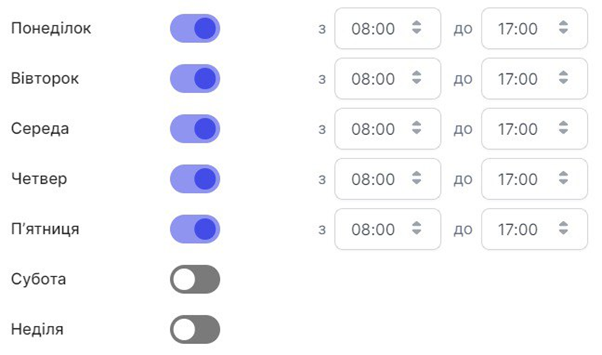 Понеділок з 08:00 до 17:00
Вівторок з 08:00 до 17:00
Середа з 08:00 до 17:00
Четвер з 08:00 до 17:00
П'ятниця з 08:00 до 17:00
Субота
Неділя